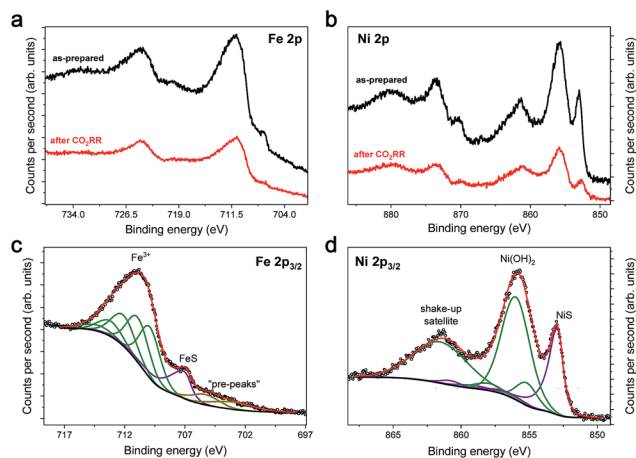 a
Fe 2p
as-prepared
after CO₂RR
Counts per second (arb. units)
734.0 726.5 719.0 711.5 704.0
Binding energy (eV)
b
Ni 2p
as-prepared
after CO₂RR
Counts per second (arb. units)
880 870 860 850
Binding energy (eV)
c
Fe 2p₃/₂
Fe³⁺
FeS
"pre-peaks"
Counts per second (arb. units)
717 712 707 702 697
Binding energy (eV)
d
Ni 2p₃/₂
Ni(OH)₂
shake-up
satellite
NiS
Counts per second (arb. units)
865 860 855 850
Binding energy (eV)